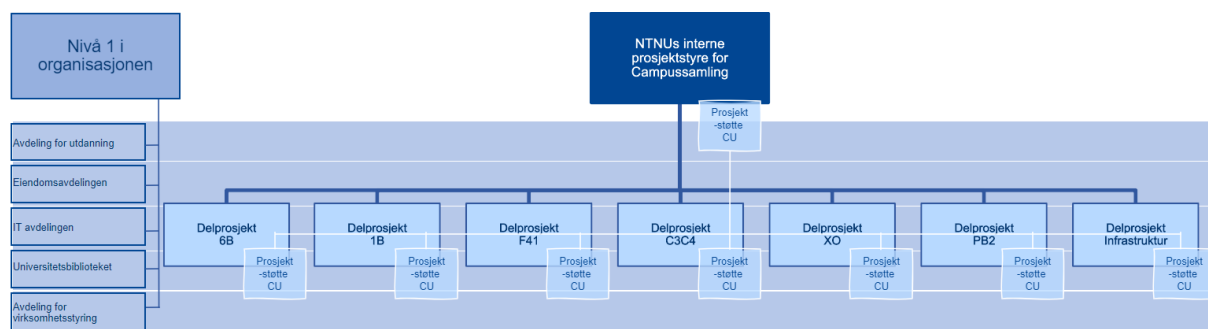 Nivå 1 i
organisasjonen
NTNUs interne
prosjektstyre for
Campussamling
Prosjekt
-støtte
CU
Avdeling for utdanning
Eiendomsavdelingen
IT avdelingen
Universitetsbiblioteket
Avdeling for
virksomhetsstyring
Delprosjekt
6B
Delprosjekt
1B
Delprosjekt
F41
Delprosjekt
C3C4
Delprosjekt
XO
Delprosjekt
PB2
Delprosjekt
Infrastruktur
Prosjekt
-støtte
CU
Prosjekt
-støtte
CU
Prosjekt
-støtte
CU
Prosjekt
-støtte
CU
Prosjekt
-støtte
CU
Prosjekt
-støtte
CU
Prosjekt
-støtte
CU